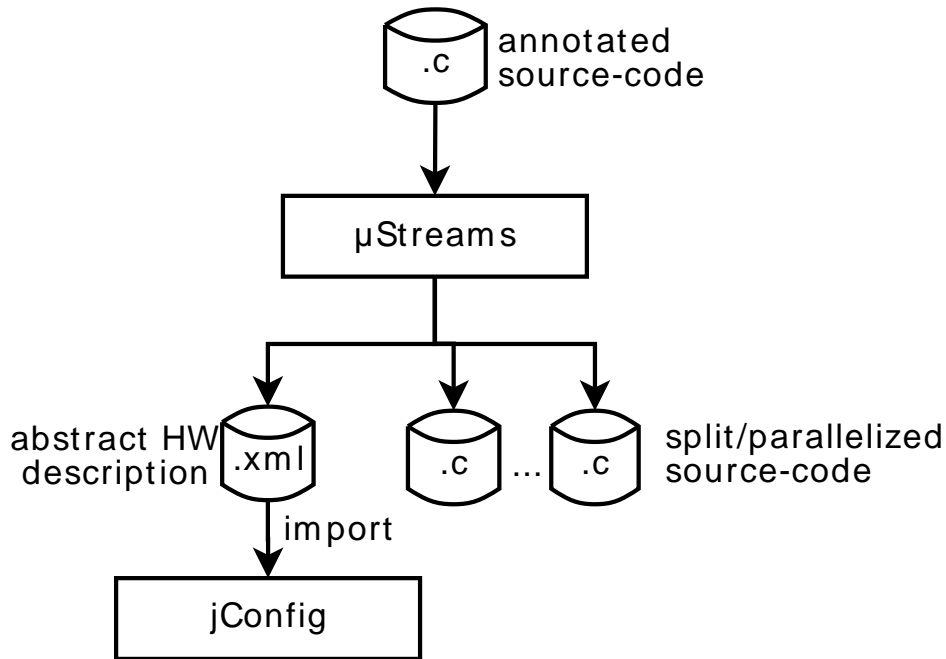 .c
annotated
source-code
µStreams
abstract HW
description
.xml
.c
...
.c
split/parallelized
source-code
import
jConfig